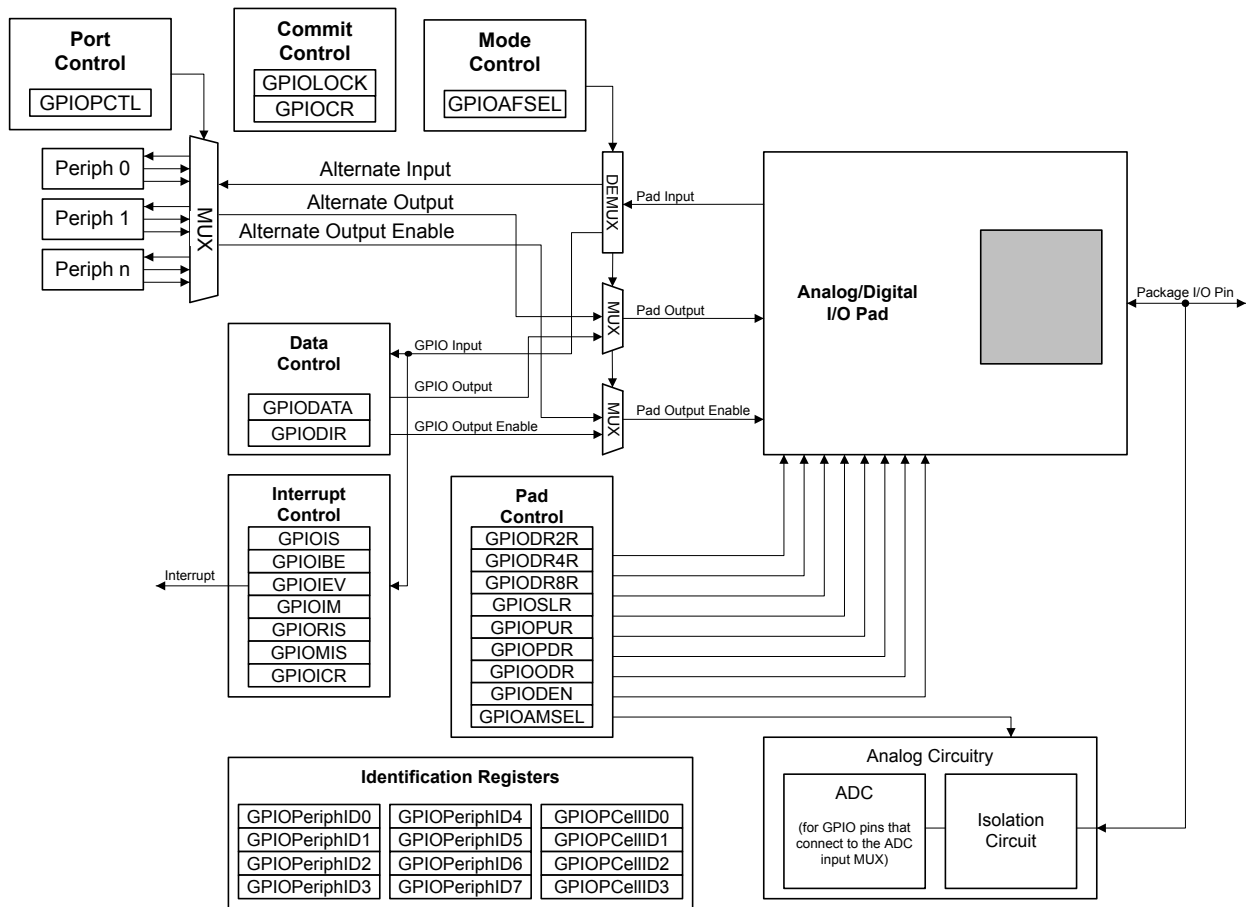 Port
Control
GPIOPCTL
Commit
Control
GPIOLOCK
GPIOCR
Mode
Control
GPIOAFSEL
Periph 0
Periph 1
Periph n
MUX
Alternate Input
Alternate Output
Alternate Output Enable
DEMUX
Pad Input
MUX
Pad Output
MUX
Pad Output Enable
Analog/Digital
I/O Pad
Package I/O Pin
Data
Control
GPIODATA
GPIODIR
GPIO Input
GPIO Output
GPIO Output Enable
Interrupt
Control
GPIOIS
GPIOIBE
GPIOIEV
GPIOIM
GPIORIS
GPIOMIS
GPIOICR
Interrupt
Pad
Control
GPIODR2R
GPIODR4R
GPIODR8R
GPIOSLR
GPIOPUR
GPIOPDR
GPIOODR
GPIODEN
GPIOAMSEL
Analog Circuitry
ADC
(for GPIO pins that
connect to the ADC
input MUX)
Isolation
Circuit
Identification Registers
GPIOPeriphID0 GPIOPeriphID4 GPIOPCellID0
GPIOPeriphID1 GPIOPeriphID5 GPIOPCellID1
GPIOPeriphID2 GPIOPeriphID6 GPIOPCellID2
GPIOPeriphID3 GPIOPeriphID7 GPIOPCellID3